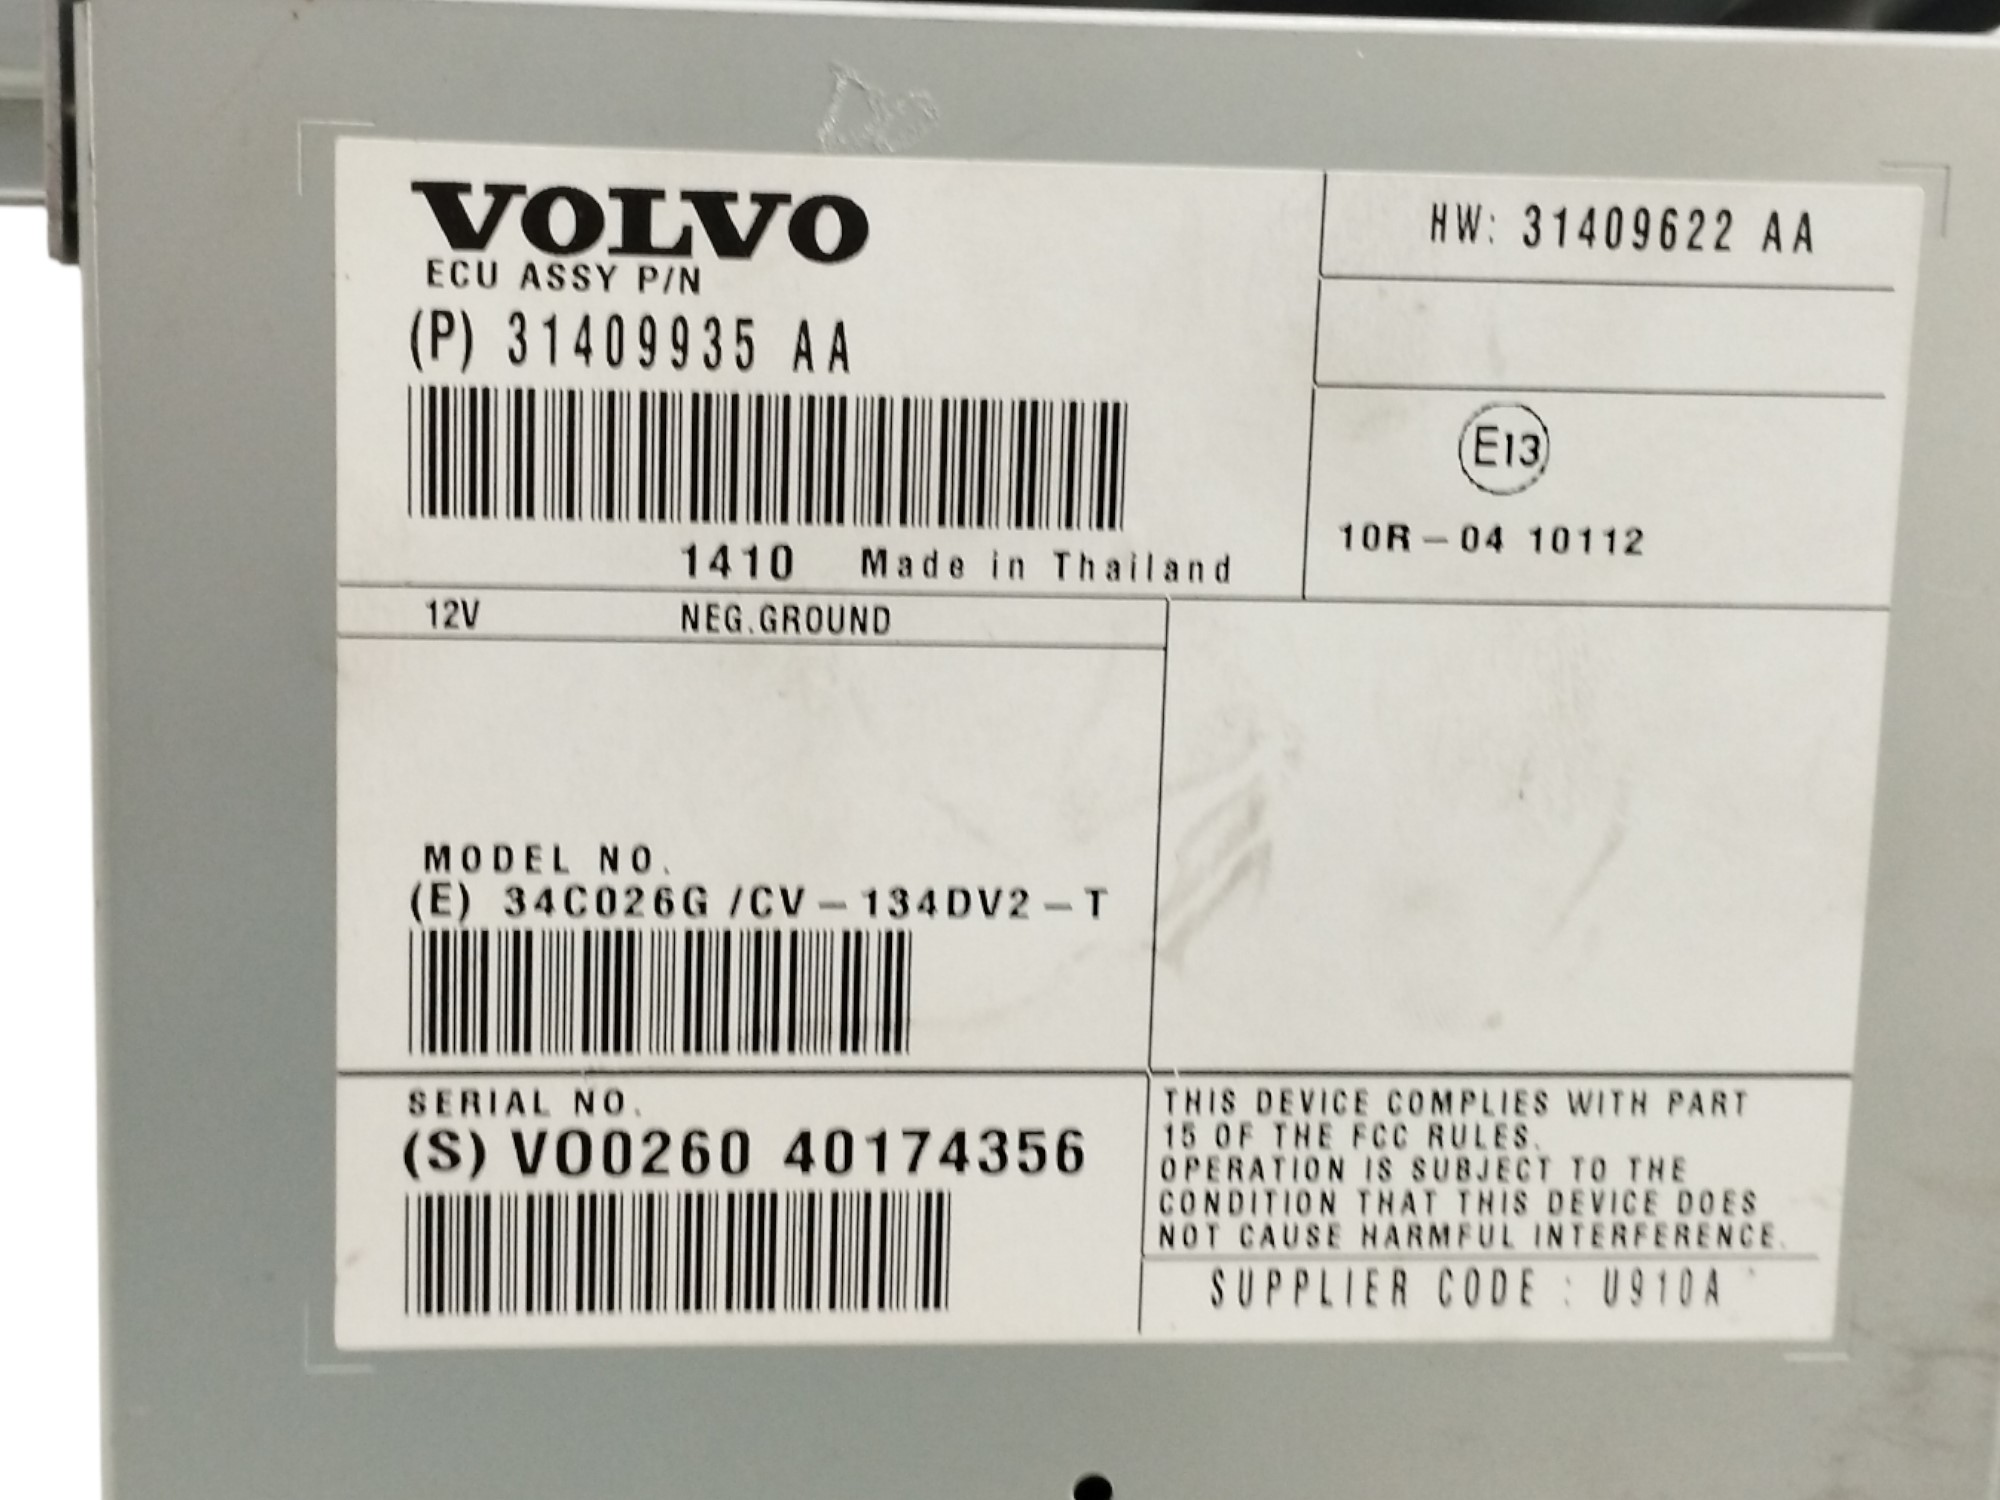 VOLVO
ECU ASSY P/N
(P) 31409935 AA
1410 Made in Thailand
HW: 31409622 AA
E13
10R-04 10112
12V NEG.GROUND
MODEL NO.
(E) 34C026G /CV-134DV2-T
SERIAL NO.
(S) VO0260 40174356
THIS DEVICE COMPLIES WITH PART
15 OF THE FCC RULES.
OPERATION IS SUBJECT TO THE
CONDITION THAT THIS DEVICE DOES
NOT CAUSE HARMFUL INTERFERENCE.
SUPPLIER CODE : U910A